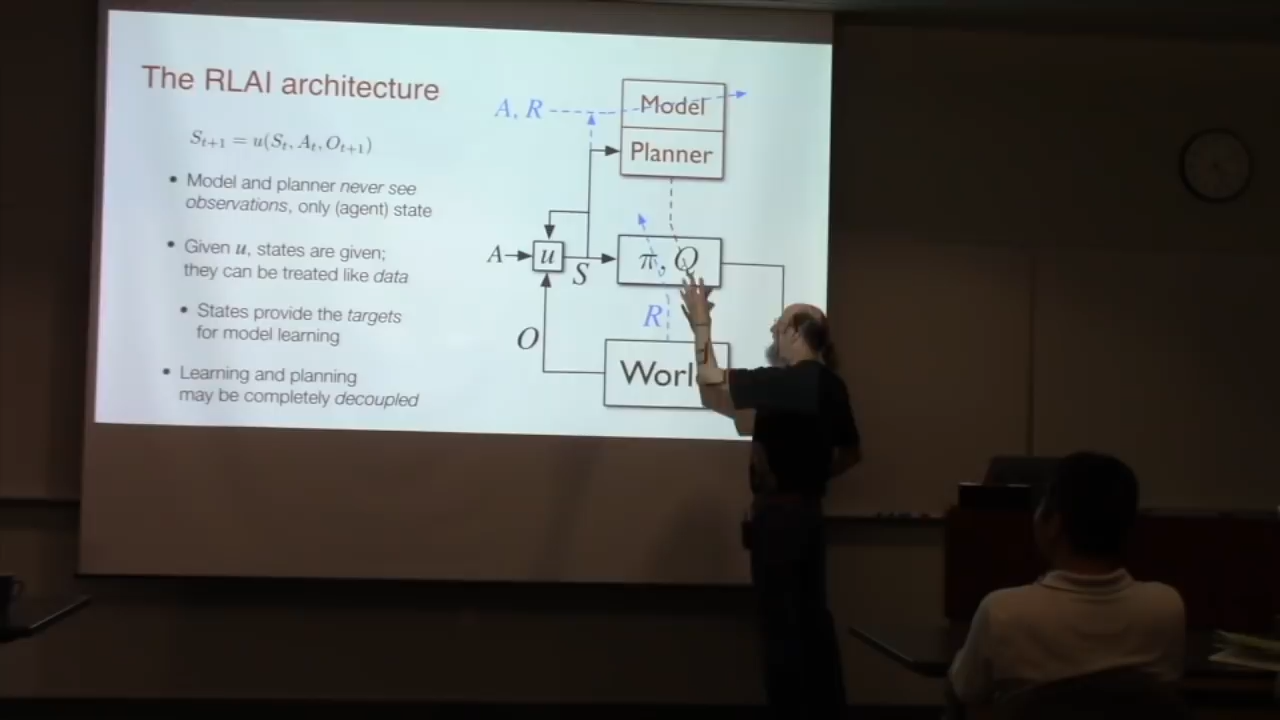 The RLAI architecture
S_{t+1} = u(S_t, A_t, O_{t+1})
• Model and planner never see
observations, only (agent) state
• Given u, states are given;
they can be treated like data
• States provide the targets
for model learning
• Learning and planning
may be completely decoupled
A, R
Model
Planner
A
u
S
π, Q
R
O
Worl